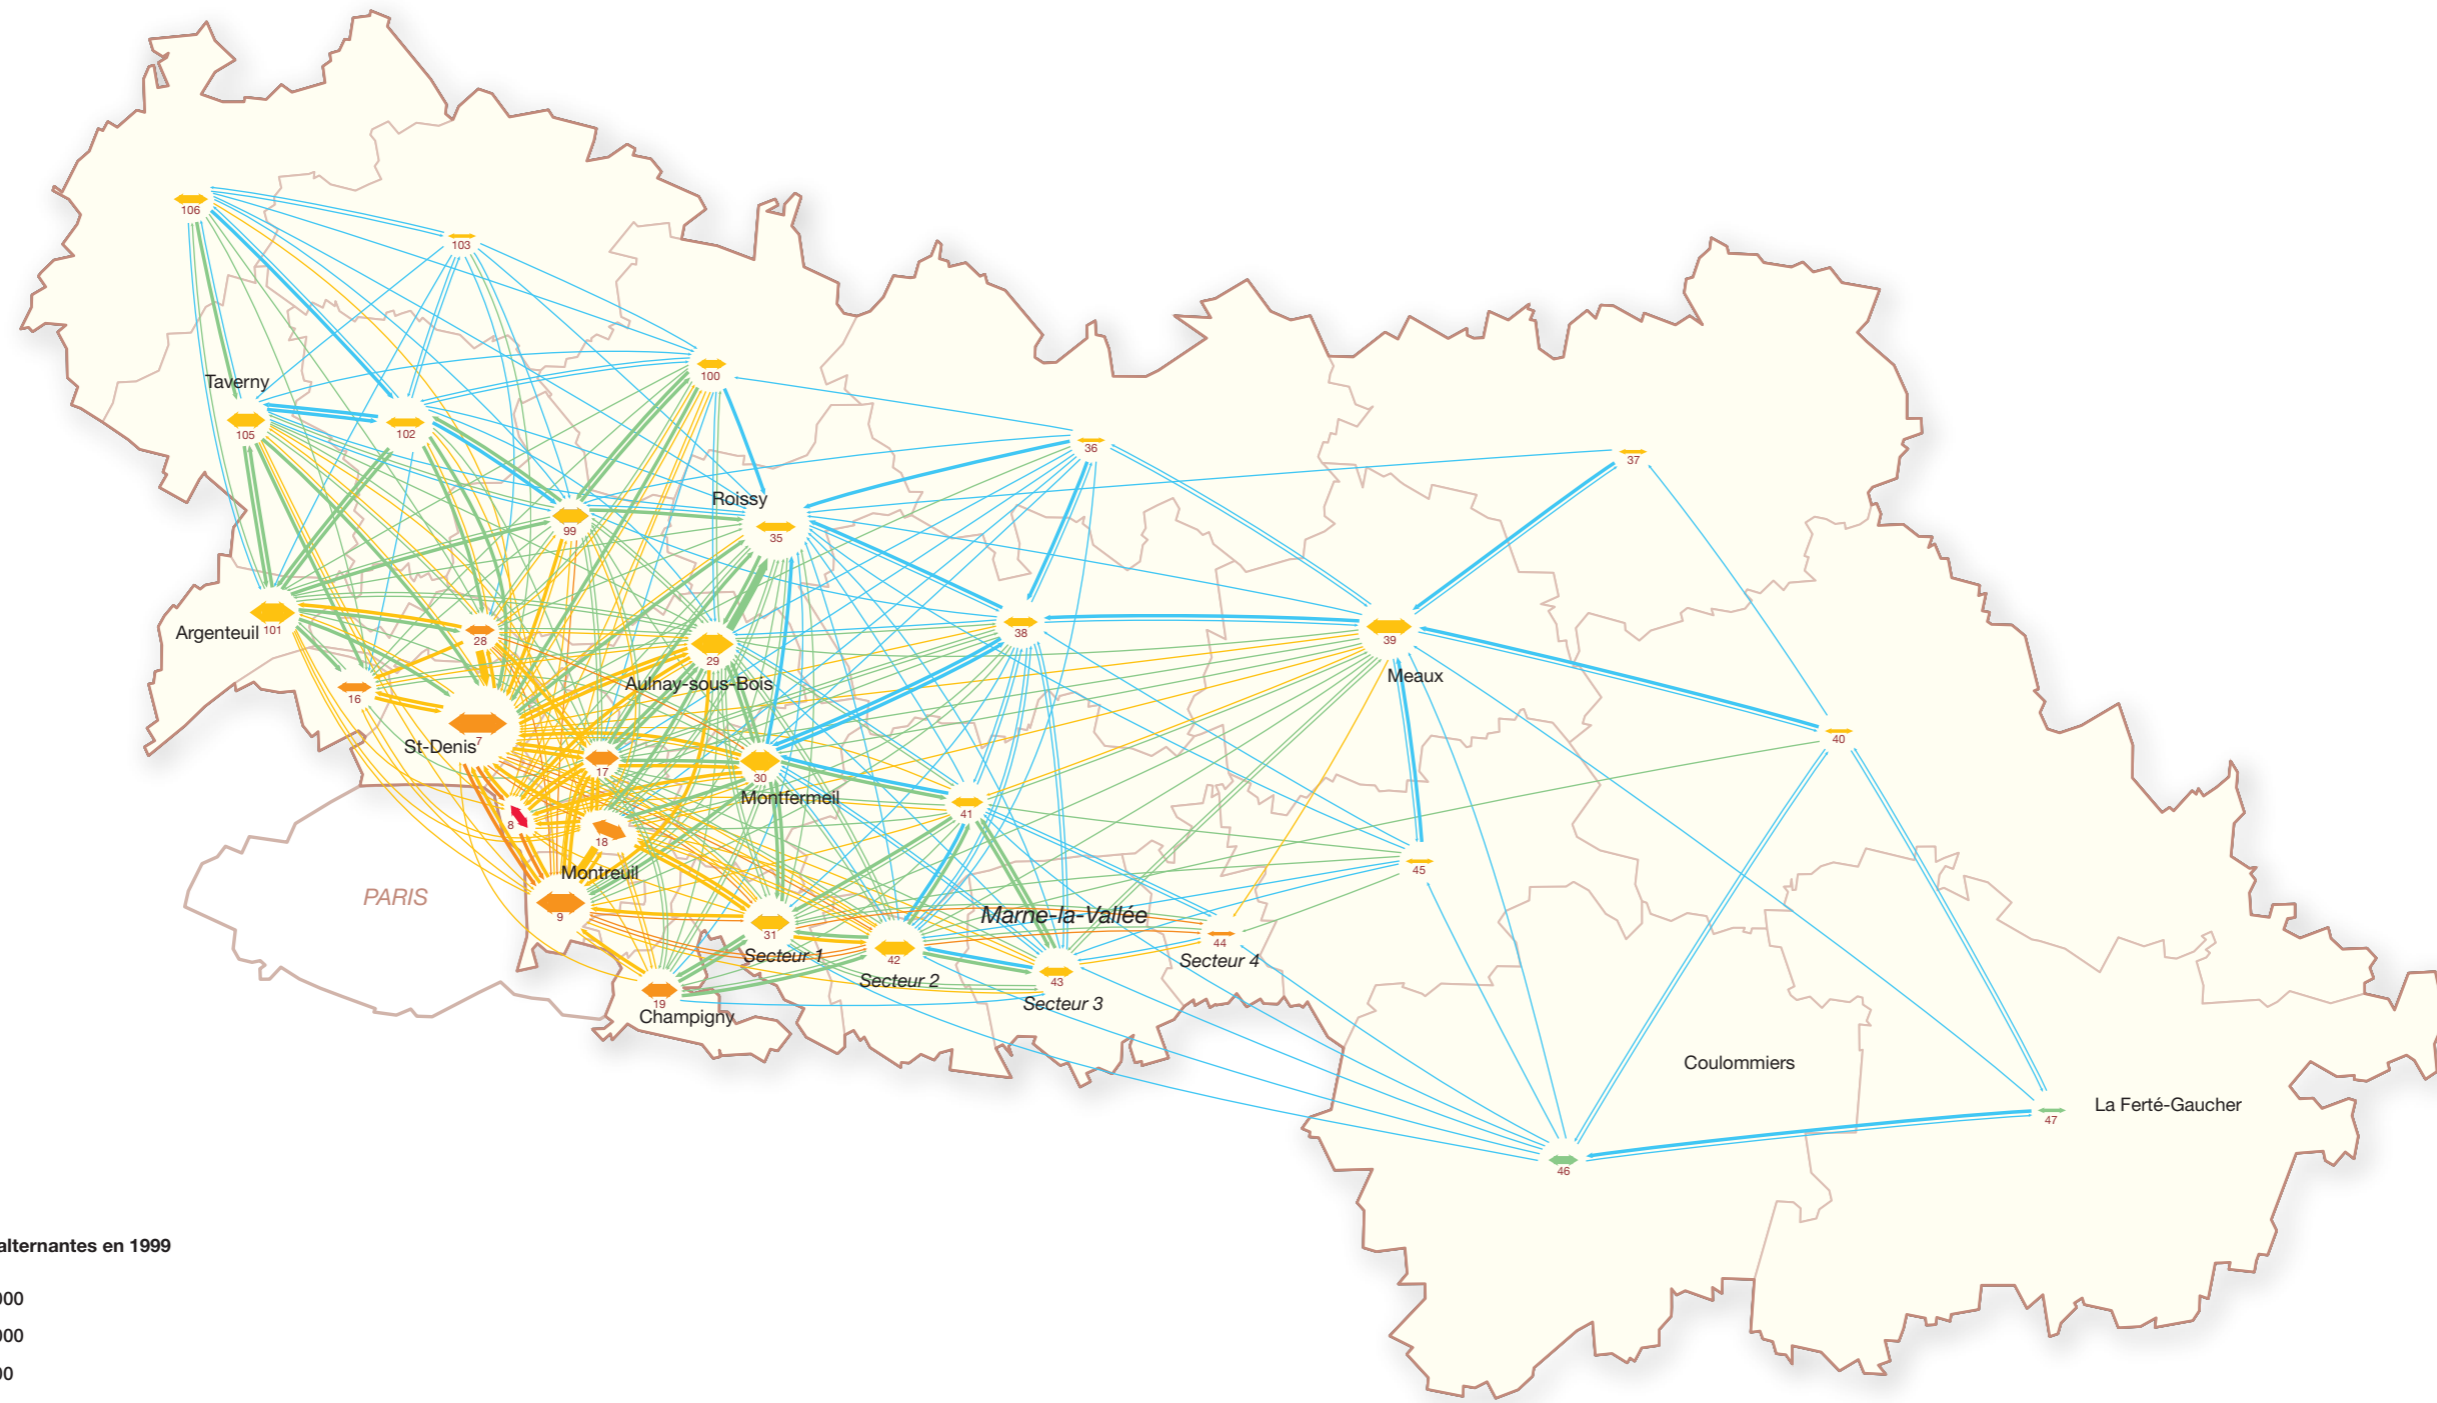 106
103
100
Taverny
105
102
36
37
Roissy
99
35
Argenteuil 101
28
38
39
29
Aulnay-sous-Bois
Meaux
16
St-Denis 7
40
17
30
Montfermeil
41
8
18
45
Montreuil
PARIS
9
Marne-la-Vallée
31
44
Secteur 1
42
Secteur 4
Secteur 2
43
19
Secteur 3
Champigny
Coulommiers
47
La Ferté-Gaucher
46
alternantes en 1999
000
000
00